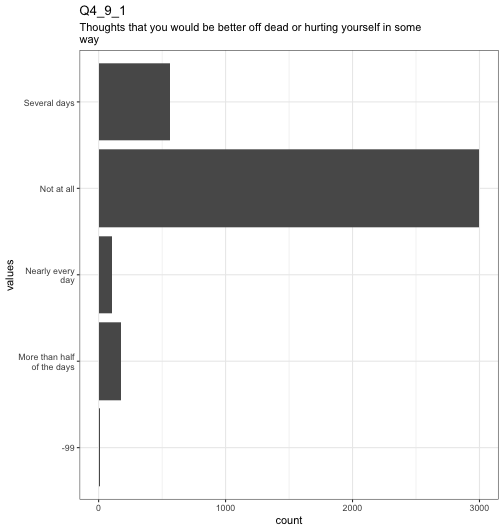 Q4_9_1
Thoughts that you would be better off dead or hurting yourself in some
way
Several days
Not at all
Nearly every
day
More than half
of the days
-99
values
0
1000
2000
3000
count